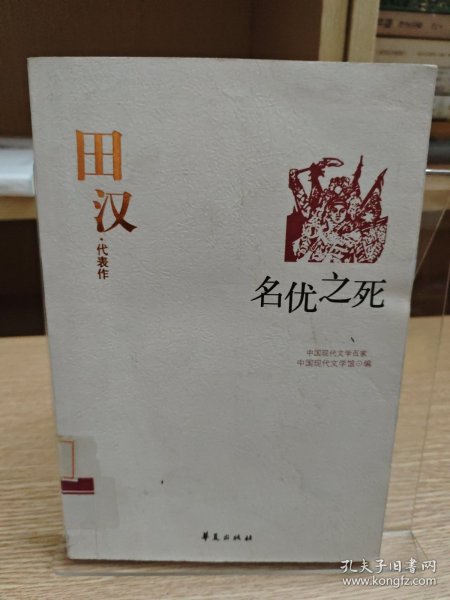 田汉
·代表作
名优之死
中国现代文学百家
中国现代文学馆◎编
华夏出版社
孔夫子旧书网
www.kongfz.com